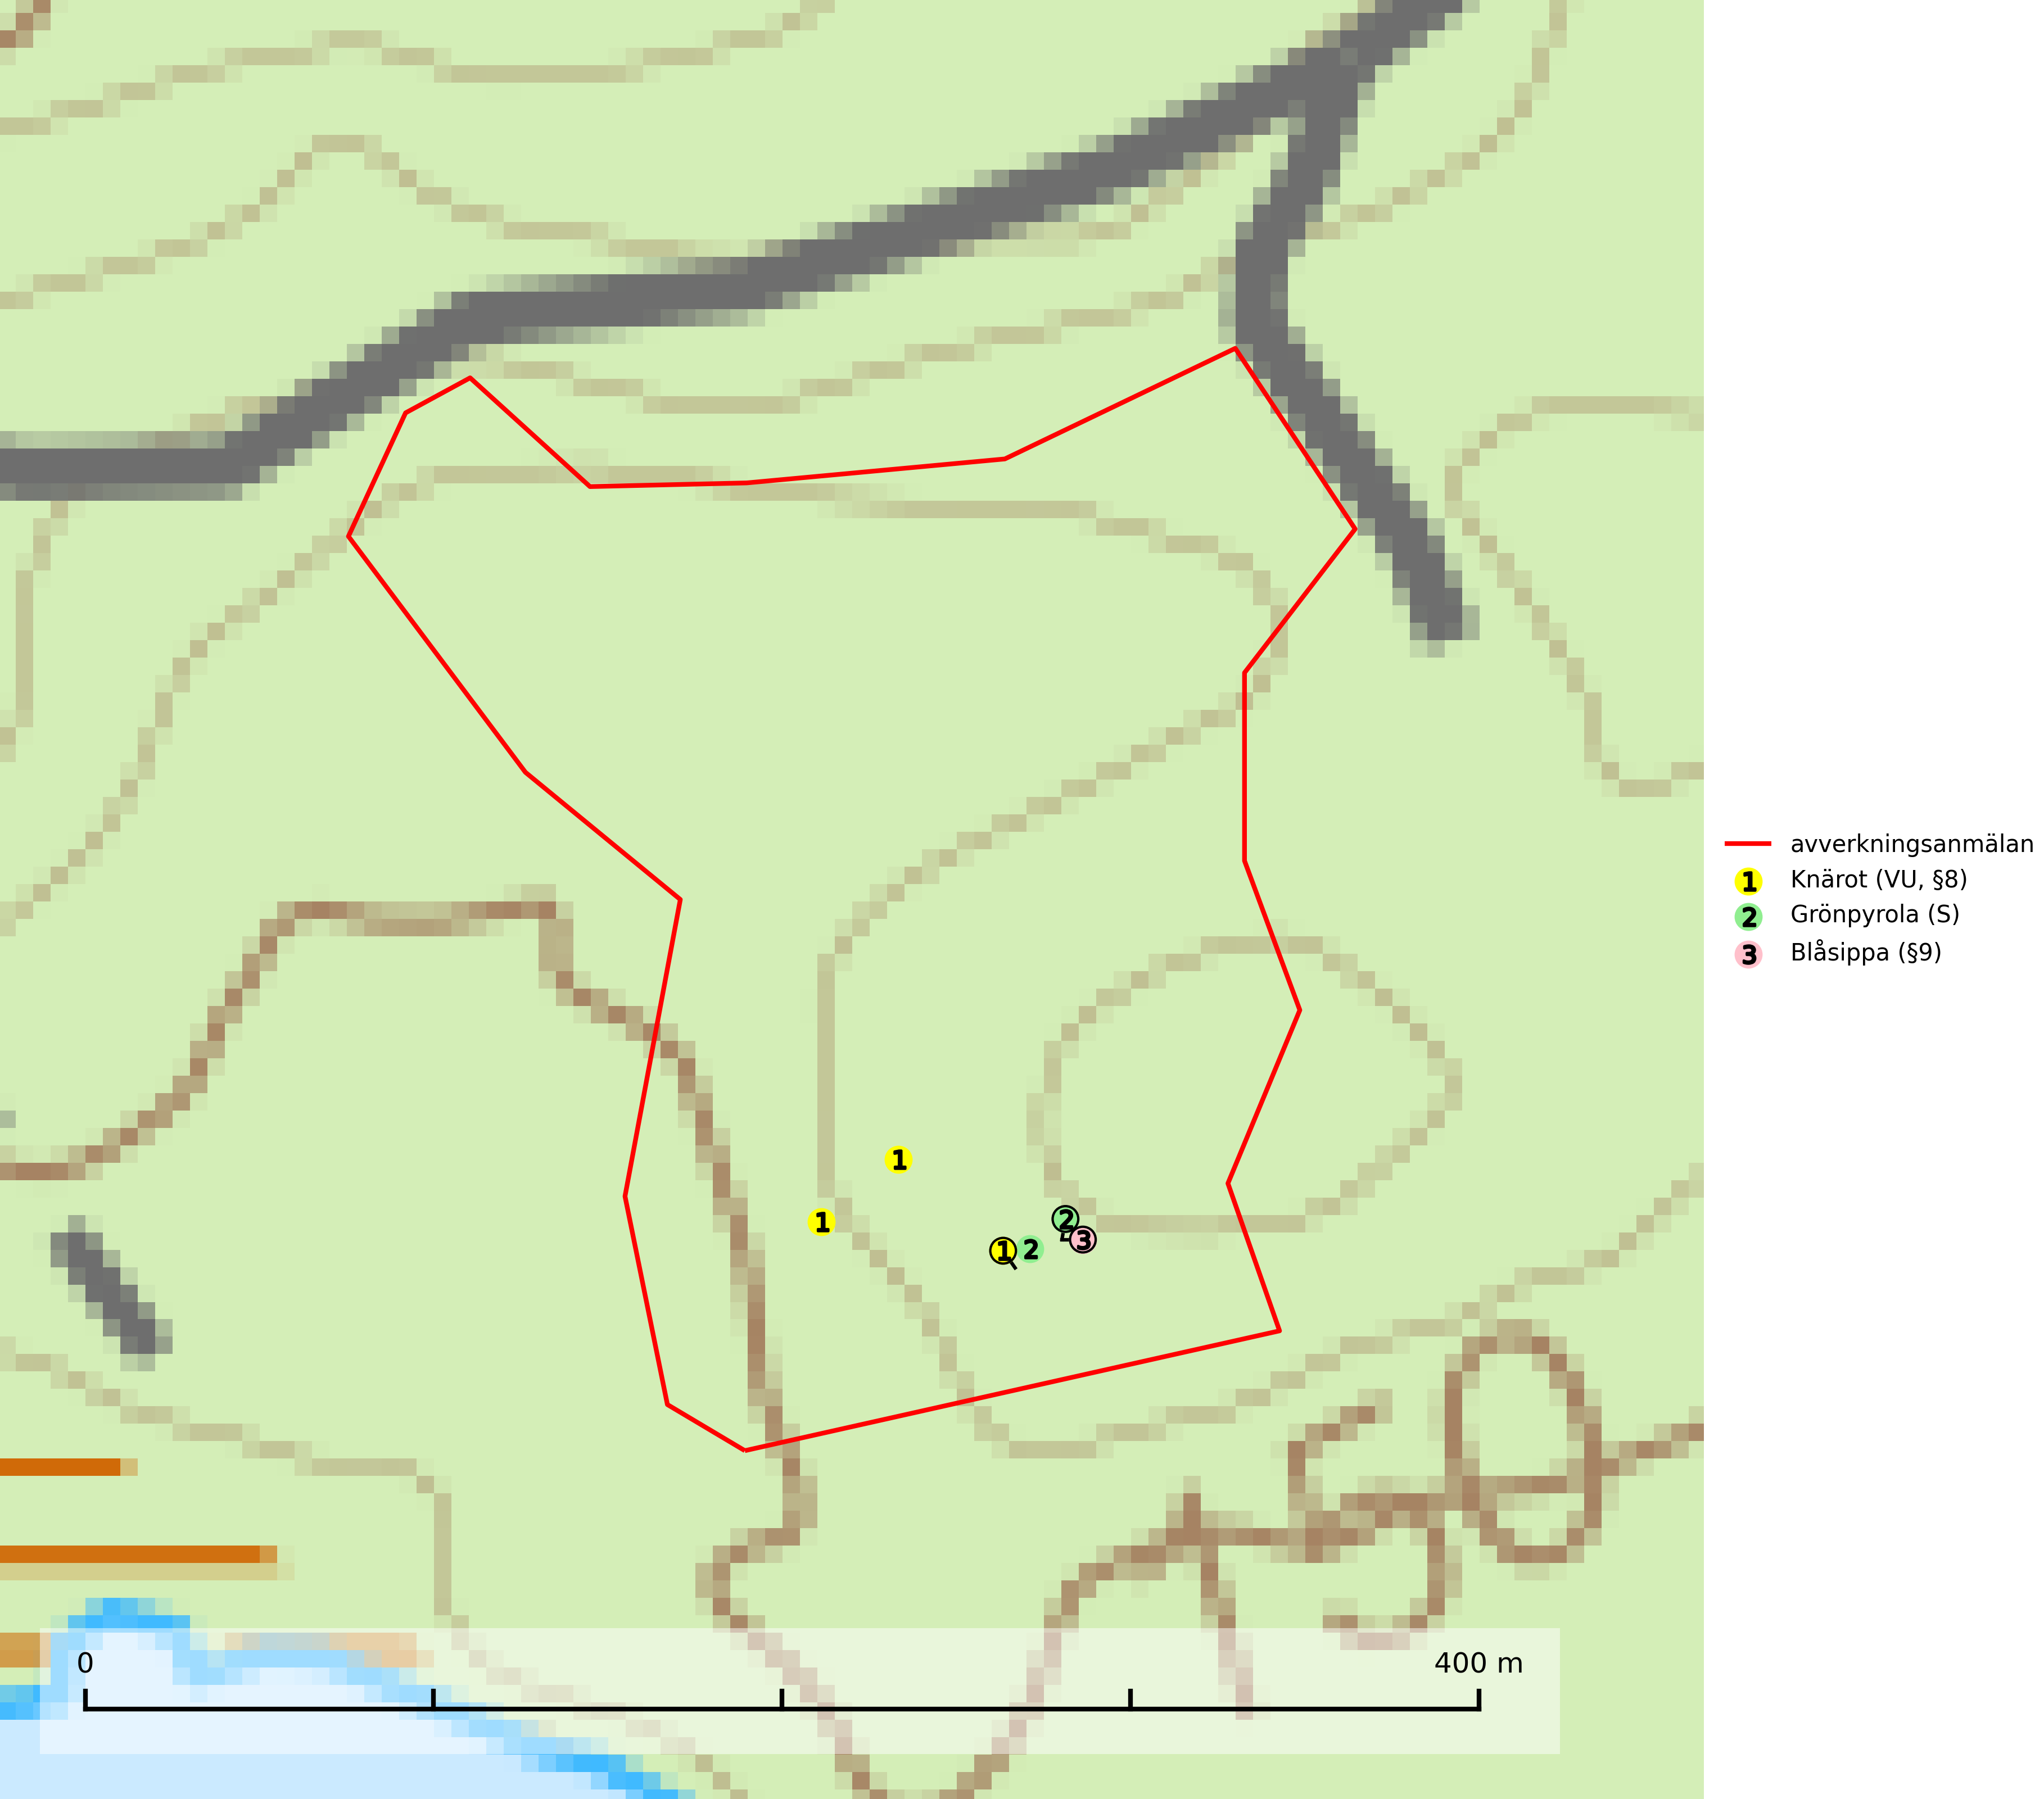 avverkningsanmälan
1 Knärot (VU, §8)
2 Grönpyrola (S)
3 Blåsippa (§9)
1
1
2
1 2 3
0 400 m